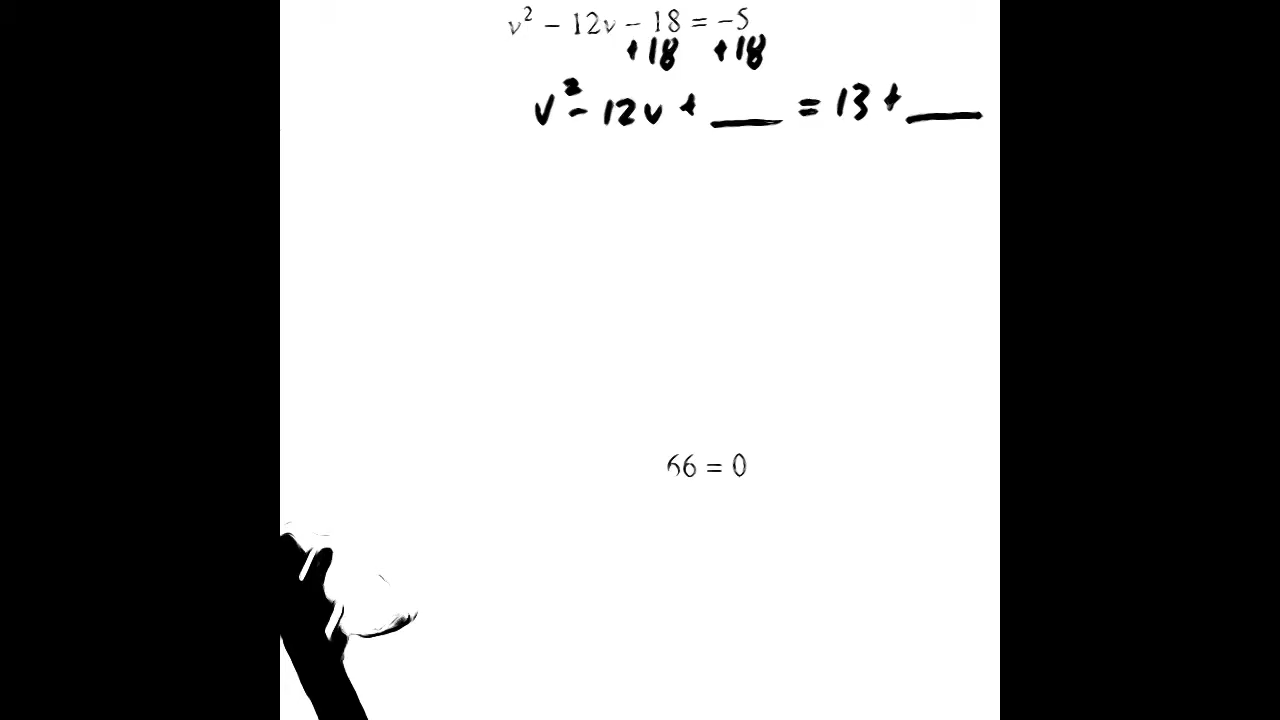 v² − 12v − 18 = −5
+18 +18
v² - 12v + ___ = 13 + ___
66 = 0